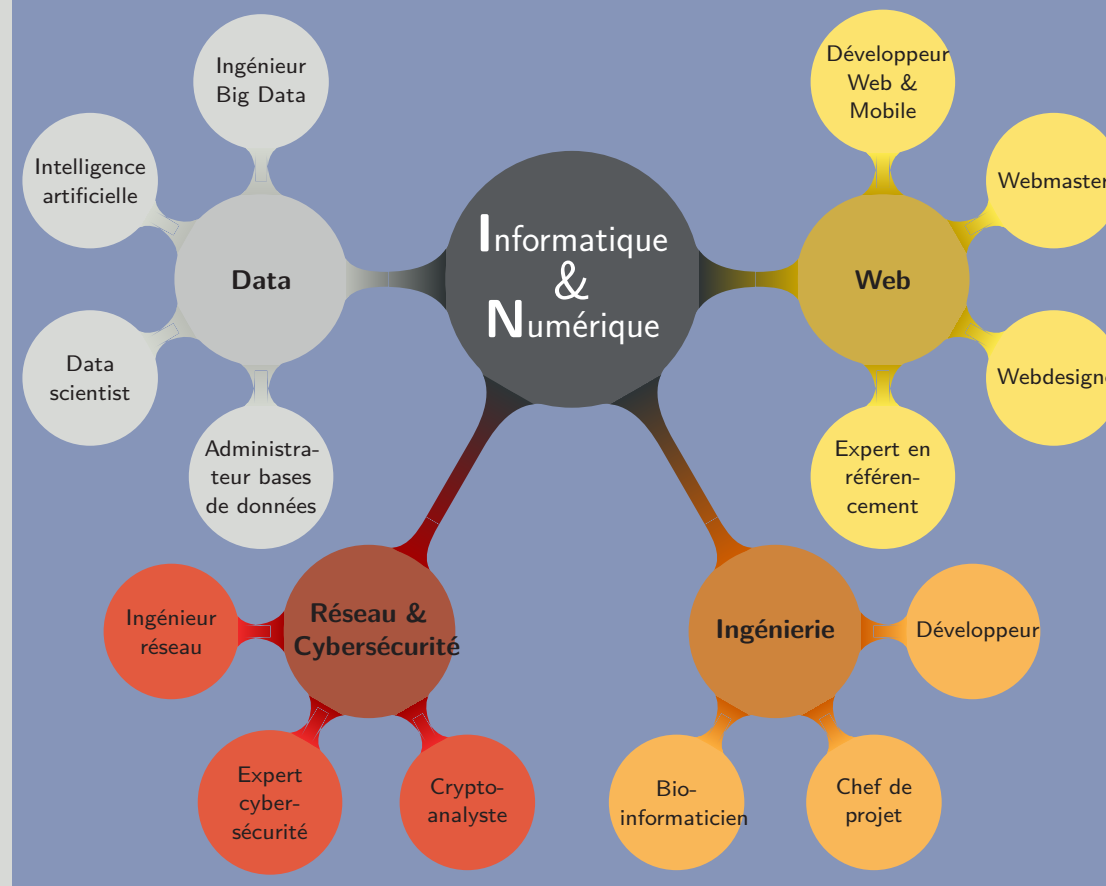 Informatique
&
Numérique
Data
Ingénieur
Big Data
Intelligence
artificielle
Data
scientist
Administra-
teur bases
de données
Web
Développeur
Web &
Mobile
Webmaster
Webdesigne
Expert en
référen-
cement
Réseau &
Cybersécurité
Ingénieur
réseau
Expert
cyber-
sécurité
Crypto-
analyste
Ingénierie
Développeur
Chef de
projet
Bio-
informaticien